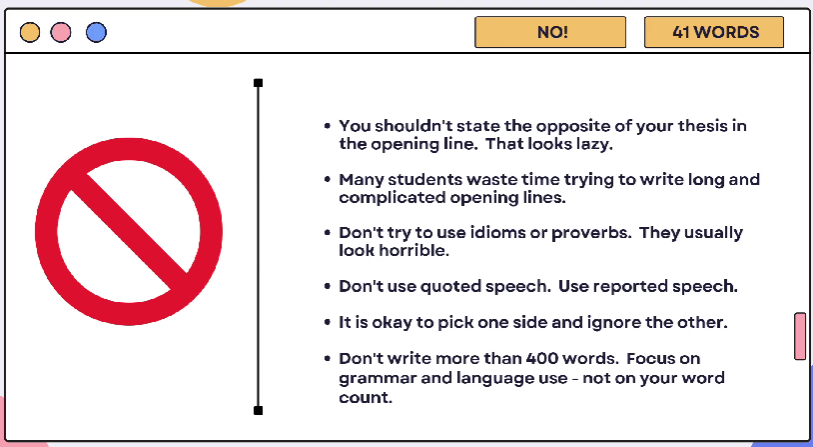 NO!
41 WORDS
• You shouldn't state the opposite of your thesis in
the opening line.  That looks lazy.
• Many students waste time trying to write long and
complicated opening lines.
• Don't try to use idioms or proverbs.  They usually
look horrible.
• Don't use quoted speech.  Use reported speech.
• It is okay to pick one side and ignore the other.
• Don't write more than 400 words.  Focus on
grammar and language use - not on your word
count.